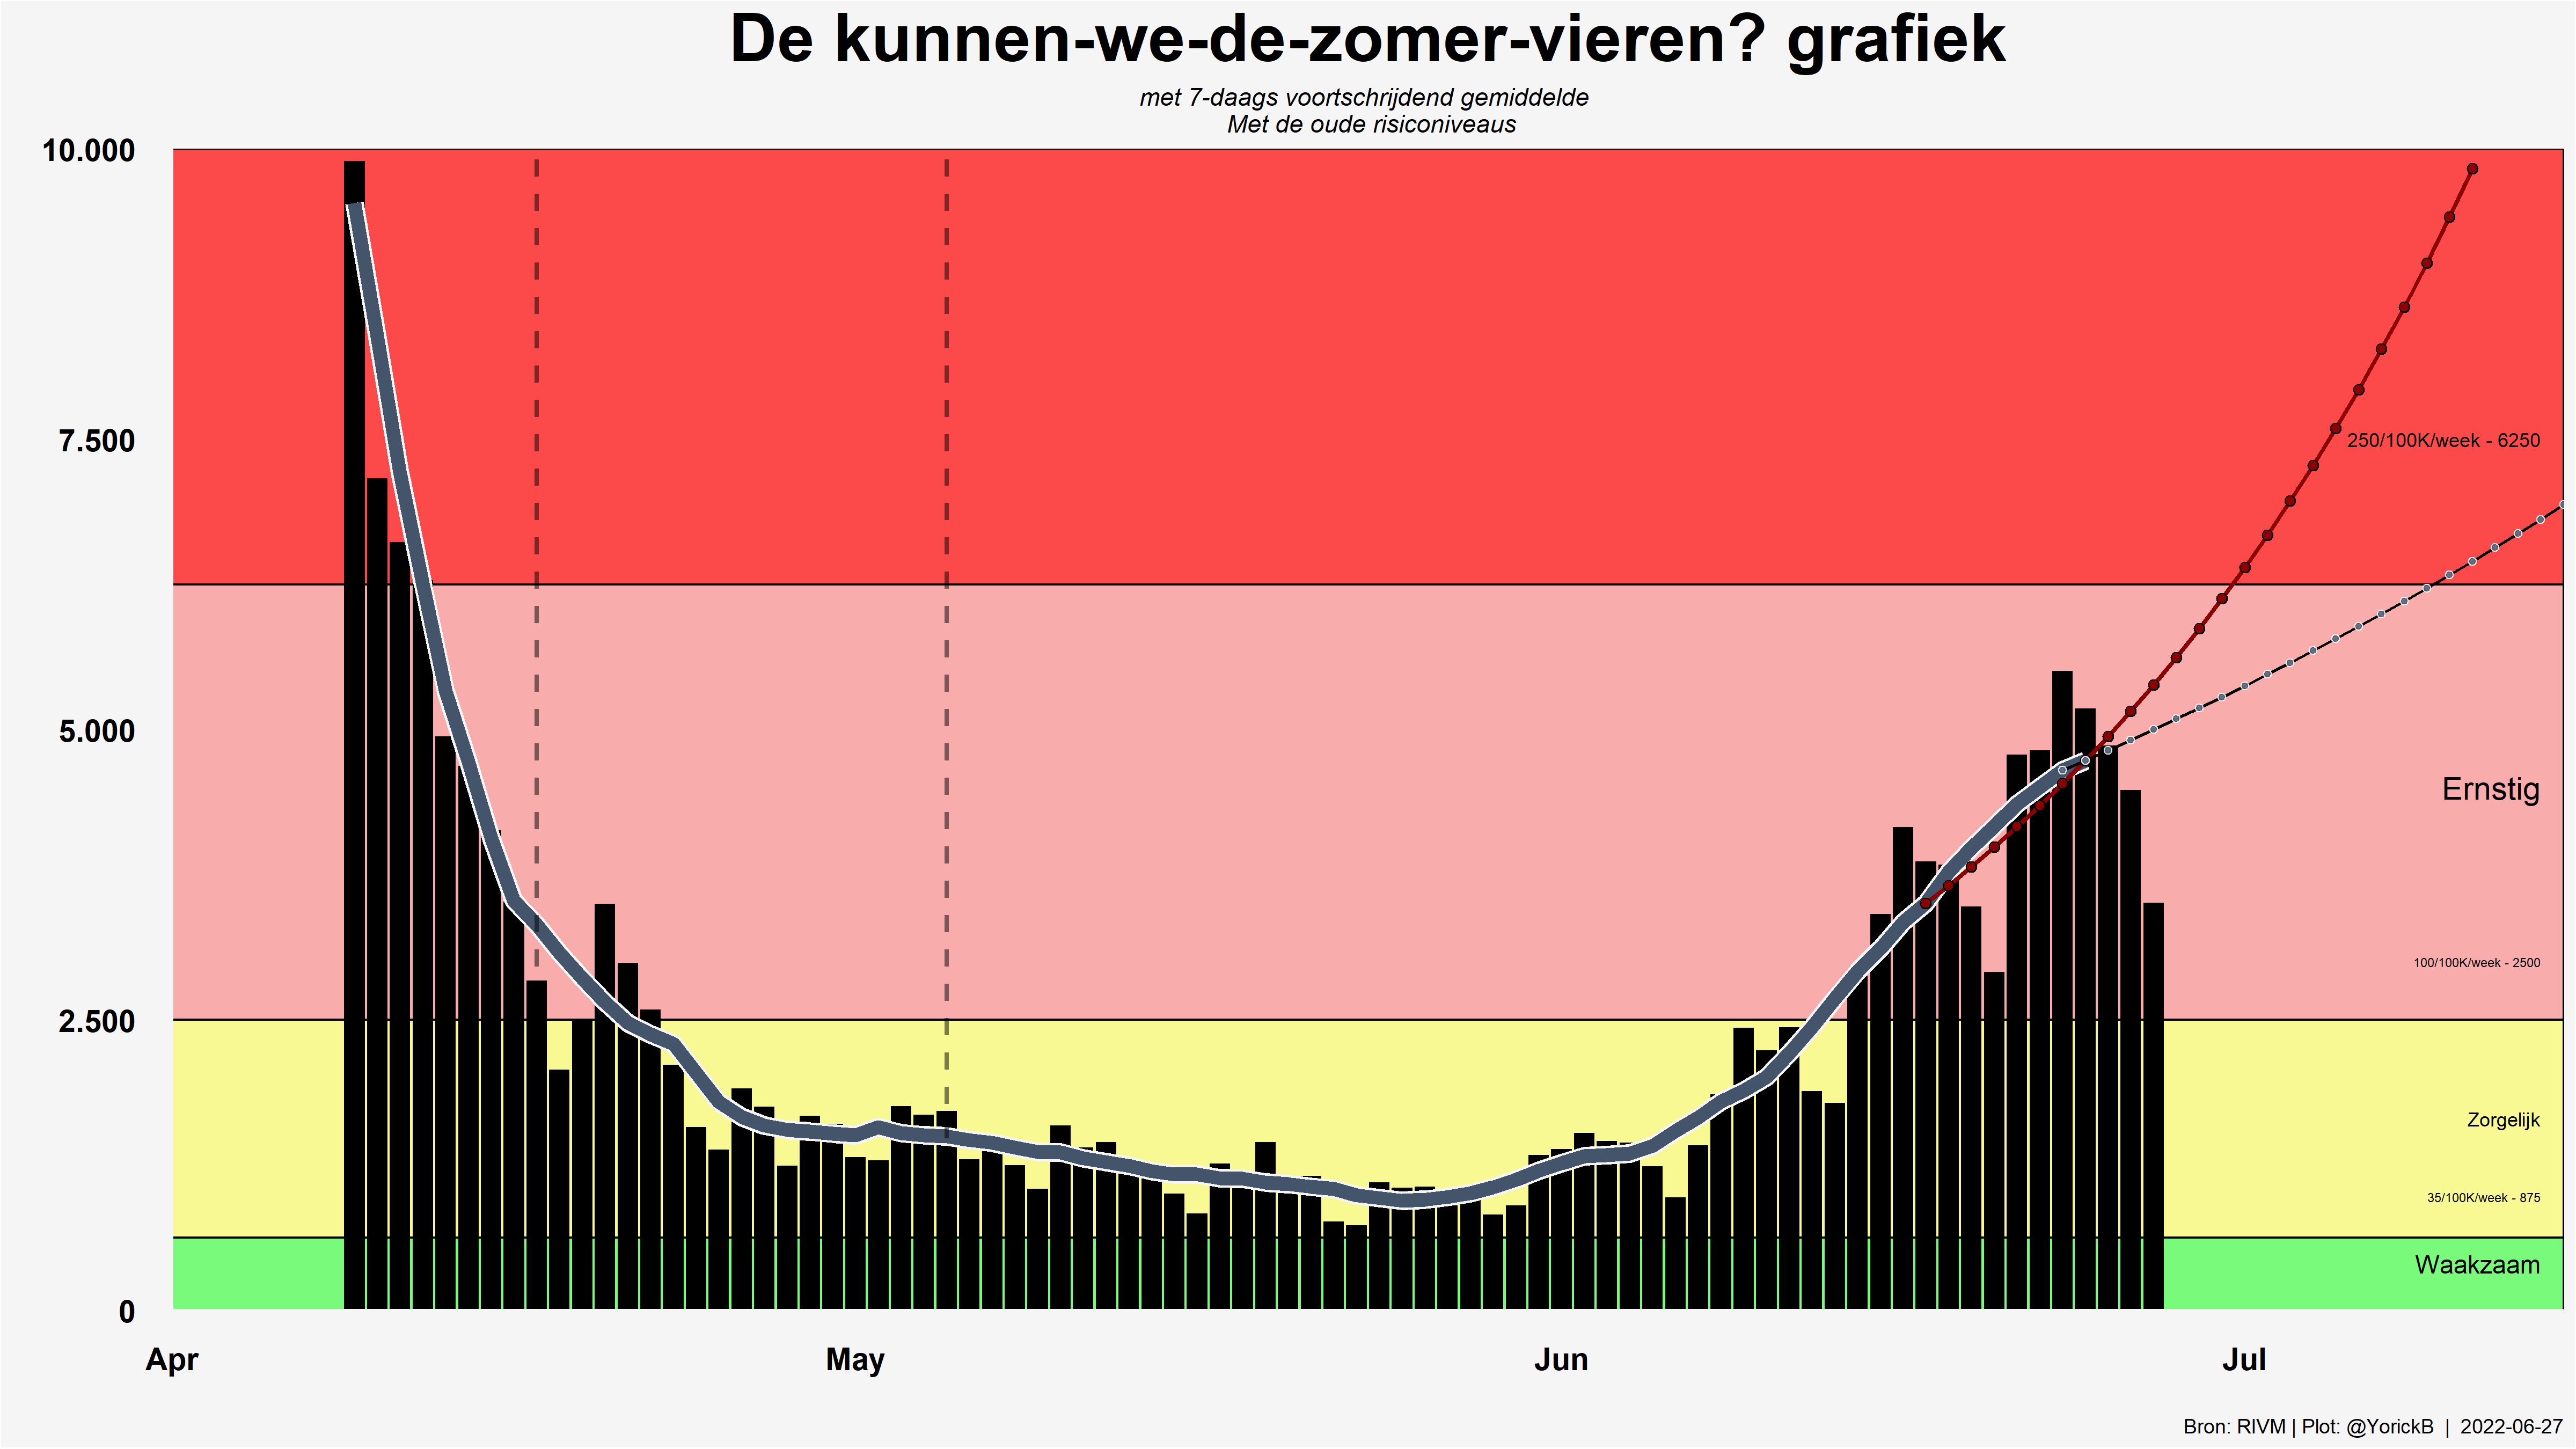 De kunnen-we-de-zomer-vieren? grafiek
met 7-daags voortschrijdend gemiddelde
Met de oude risiconiveaus
10.000
7.500
250/100K/week - 6250
5.000
Ernstig
100/100K/week - 2500
2.500
Zorgelijk
35/100K/week - 875
Waakzaam
0
Apr May Jun Jul
Bron: RIVM | Plot: @YorickB | 2022-06-27